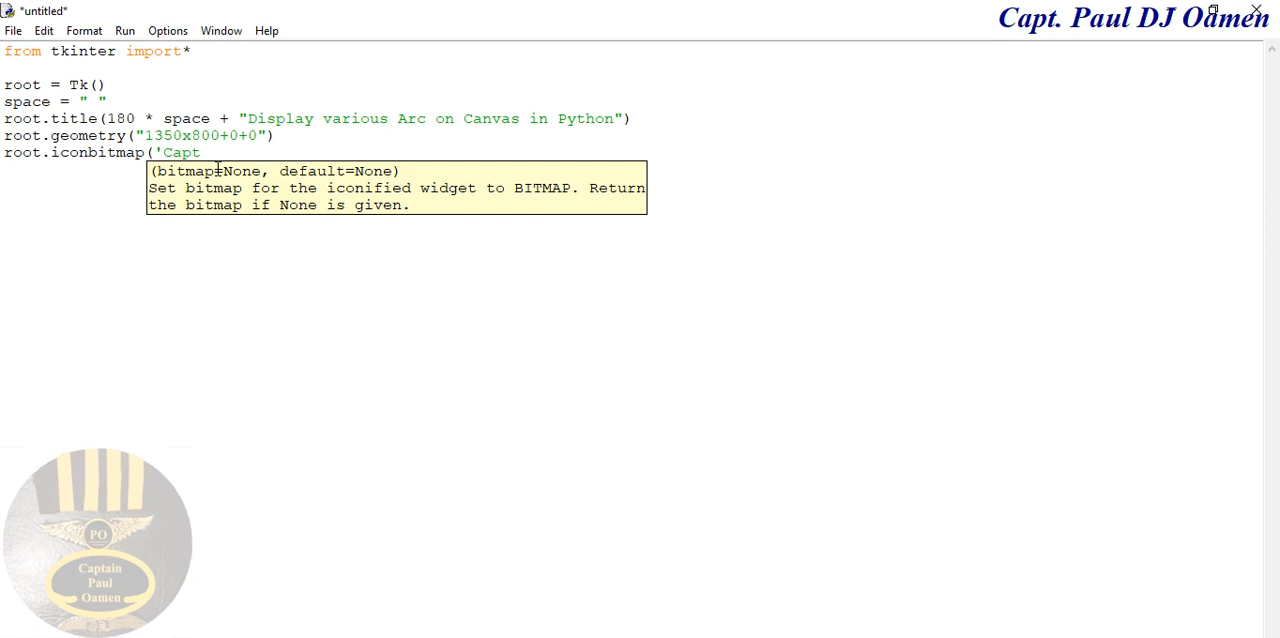 *untitled*
Capt. Paul DJ Oamen
File Edit Format Run Options Window Help
from tkinter import*
root = Tk()
space = " "
root.title(180 * space + "Display various Arc on Canvas in Python")
root.geometry("1350x800+0+0")
root.iconbitmap('Capt
(bitmap=None, default=None)
Set bitmap for the iconified widget to BITMAP. Return
the bitmap if None is given.
PO
Captain
Paul
Oamen